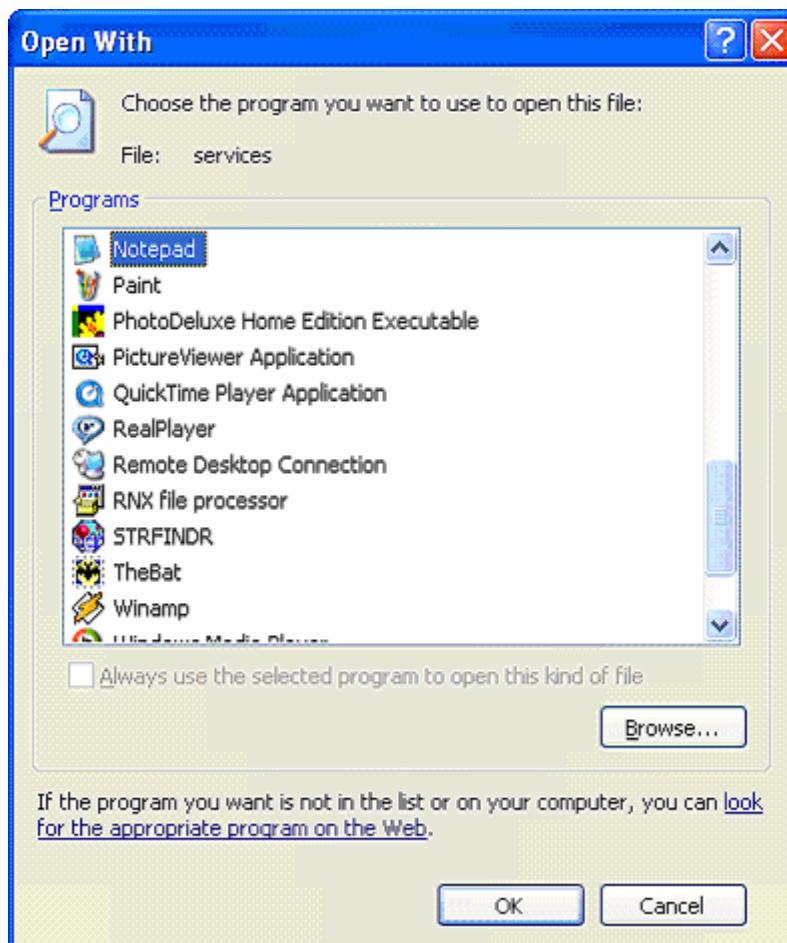 Open With
Choose the program you want to use to open this file:
File: services
Programs
Notepad
Paint
PhotoDeluxe Home Edition Executable
PictureViewer Application
QuickTime Player Application
RealPlayer
Remote Desktop Connection
RNX file processor
STRFINDR
TheBat
Winamp
Windows Media Player
Always use the selected program to open this kind of file
Browse...
If the program you want is not in the list or on your computer, you can look
for the appropriate program on the Web.
OK
Cancel